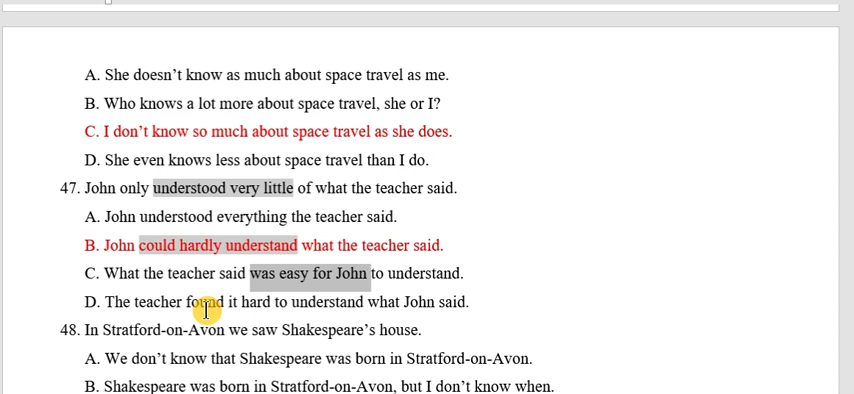 A. She doesn’t know as much about space travel as me.
B. Who knows a lot more about space travel, she or I?
C. I don’t know so much about space travel as she does.
D. She even knows less about space travel than I do.
47. John only understood very little of what the teacher said.
A. John understood everything the teacher said.
B. John could hardly understand what the teacher said.
C. What the teacher said was easy for John to understand.
D. The teacher found it hard to understand what John said.
48. In Stratford-on-Avon we saw Shakespeare’s house.
A. We don’t know that Shakespeare was born in Stratford-on-Avon.
B. Shakespeare was born in Stratford-on-Avon, but I don’t know when.